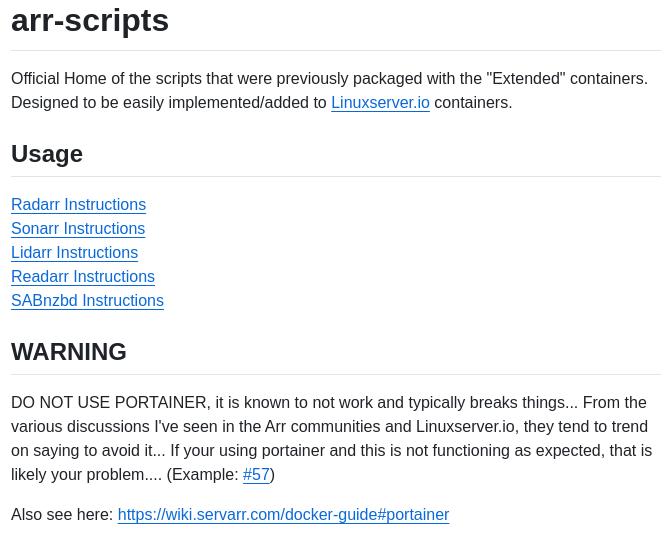 arr-scripts
Official Home of the scripts that were previously packaged with the "Extended" containers.
Designed to be easily implemented/added to Linuxserver.io containers.
Usage
Radarr Instructions
Sonarr Instructions
Lidarr Instructions
Readarr Instructions
SABnzbd Instructions
WARNING
DO NOT USE PORTAINER, it is known to not work and typically breaks things... From the
various discussions I've seen in the Arr communities and Linuxserver.io, they tend to trend
on saying to avoid it... If your using portainer and this is not functioning as expected, that is
likely your problem.... (Example: #57)
Also see here: https://wiki.servarr.com/docker-guide#portainer